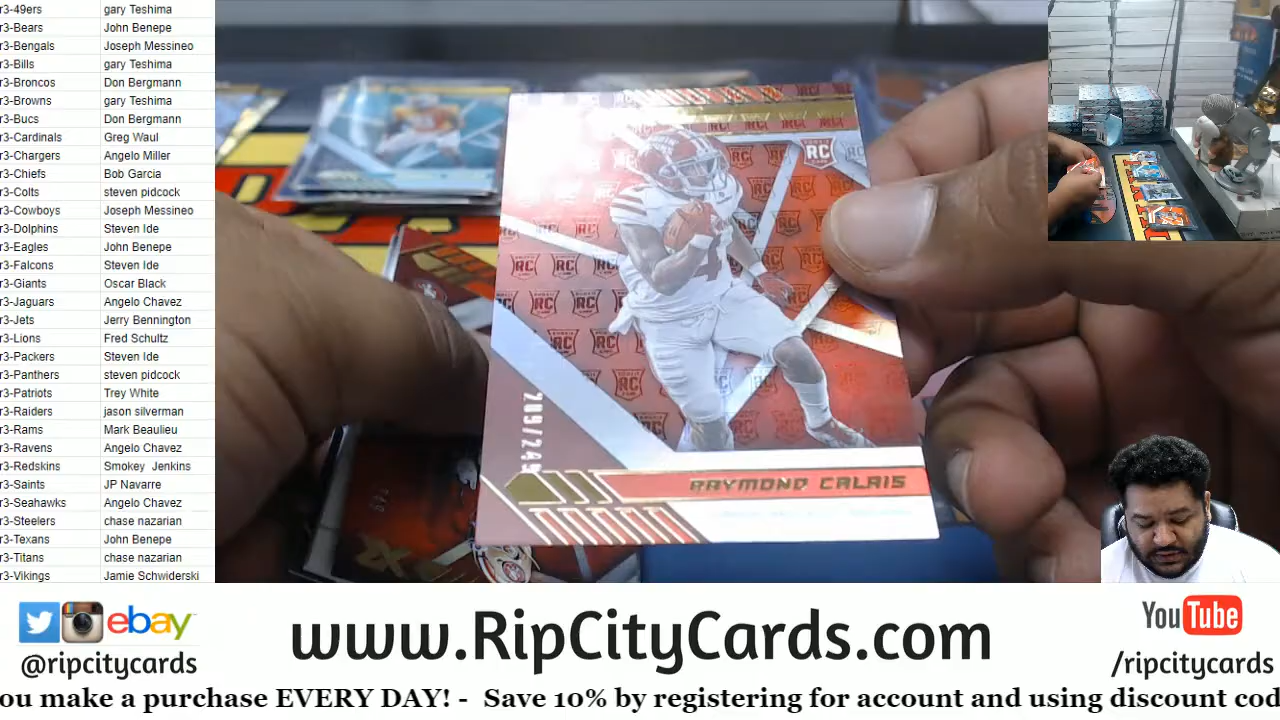 r3-49ers gary Teshima
r3-Bears John Benepe
r3-Bengals Joseph Messineo
r3-Bills gary Teshima
r3-Broncos Don Bergmann
r3-Browns gary Teshima
r3-Bucs Don Bergmann
r3-Cardinals Greg Waul
r3-Chargers Angelo Miller
r3-Chiefs Bob Garcia
r3-Colts steven pidcock
r3-Cowboys Joseph Messineo
r3-Dolphins Steven Ide
r3-Eagles John Benepe
r3-Falcons Steven Ide
r3-Giants Oscar Black
r3-Jaguars Angelo Chavez
r3-Jets Jerry Bennington
r3-Lions Fred Schultz
r3-Packers Steven Ide
r3-Panthers steven pidcock
r3-Patriots Trey White
r3-Raiders jason silverman
r3-Rams Mark Beaulieu
r3-Ravens Angelo Chavez
r3-Redskins Smokey Jenkins
r3-Saints JP Navarre
r3-Seahawks Angelo Chavez
r3-Steelers chase nazarian
r3-Texans John Benepe
r3-Titans chase nazarian
r3-Vikings Jamie Schwiderski
RC
209/249
RAYMOND CALAIS
ebay
@ripcitycards
www.RipCityCards.com
YouTube
/ripcitycards
ou make a purchase EVERY DAY! - Save 10% by registering for account and using discount cod